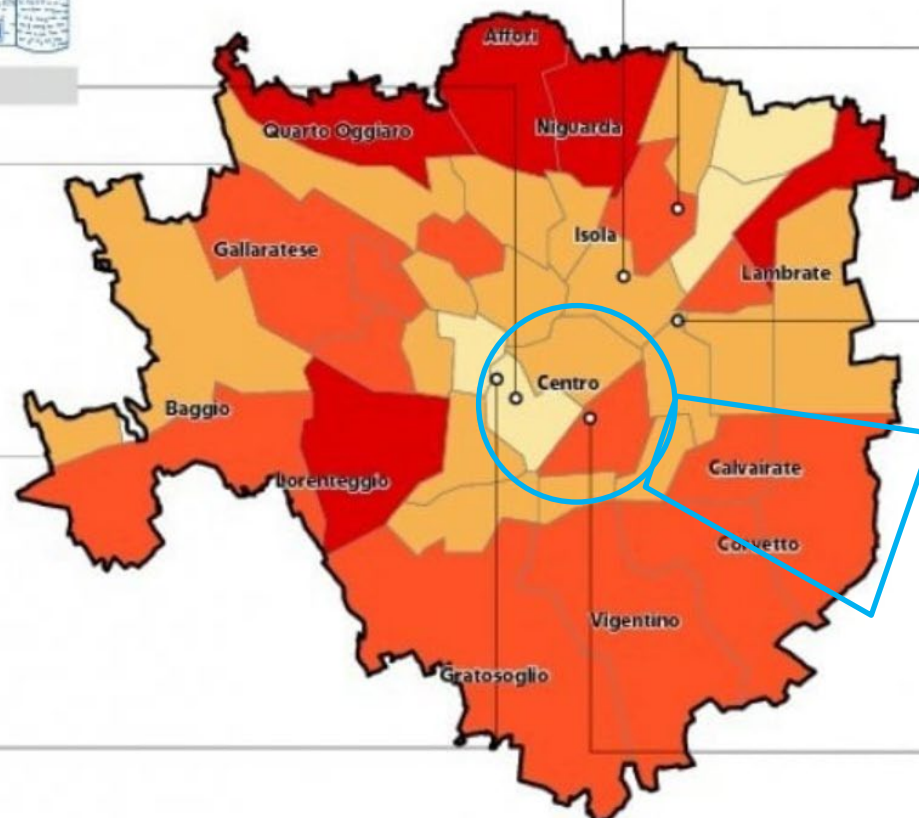 Affori
Quarto Oggiaro
Niguarda
Isola
Gallaratese
Lambrate
Centro
Baggio
Calvairate
Lorenteggio
Corvetto
Vigentino
Gratosoglio